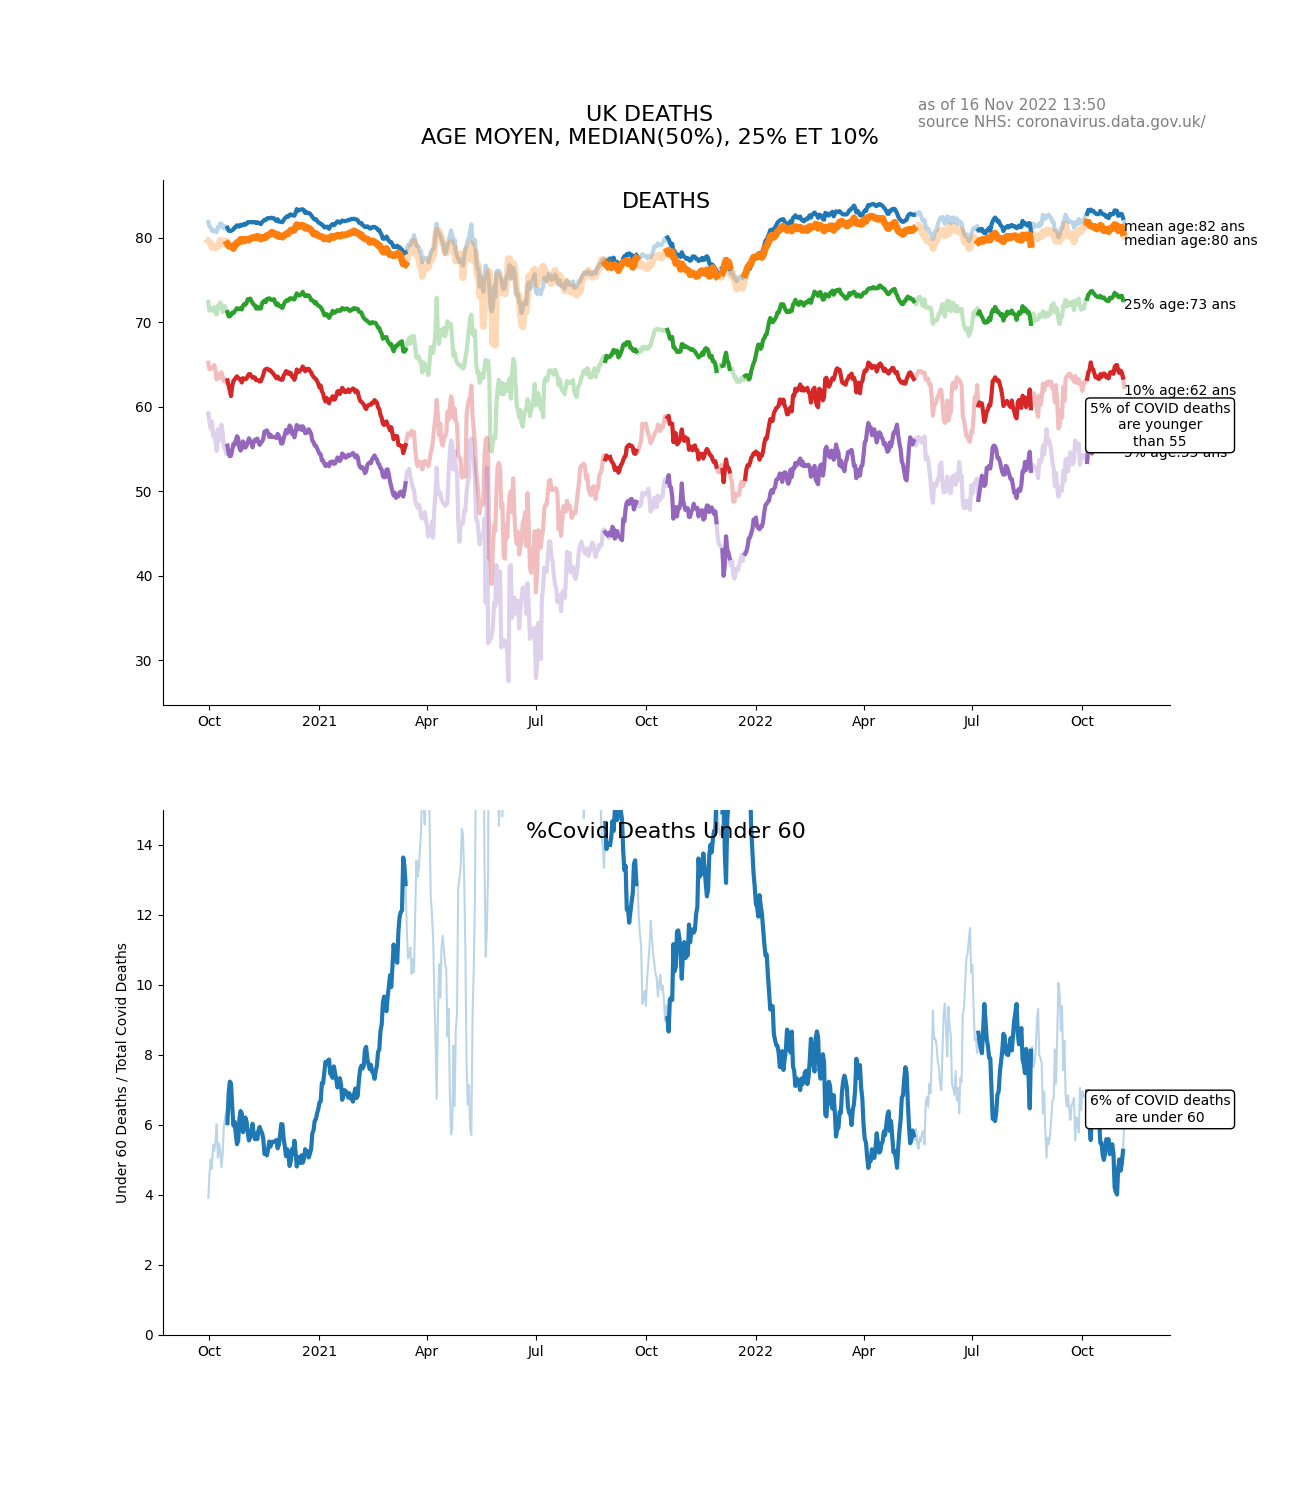 as of 16 Nov 2022 13:50
source NHS: coronavirus.data.gov.uk/
UK DEATHS
AGE MOYEN, MEDIAN(50%), 25% ET 10%
DEATHS
80
70
60
50
40
30
mean age:82 ans
median age:80 ans
25% age:73 ans
10% age:62 ans
5% of COVID deaths
are younger
than 55
Oct
2021
Apr
Jul
Oct
2022
Apr
Jul
Oct
%Covid Deaths Under 60
Under 60 Deaths / Total Covid Deaths
14
12
10
8
6
4
2
0
6% of COVID deaths
are under 60
Oct
2021
Apr
Jul
Oct
2022
Apr
Jul
Oct